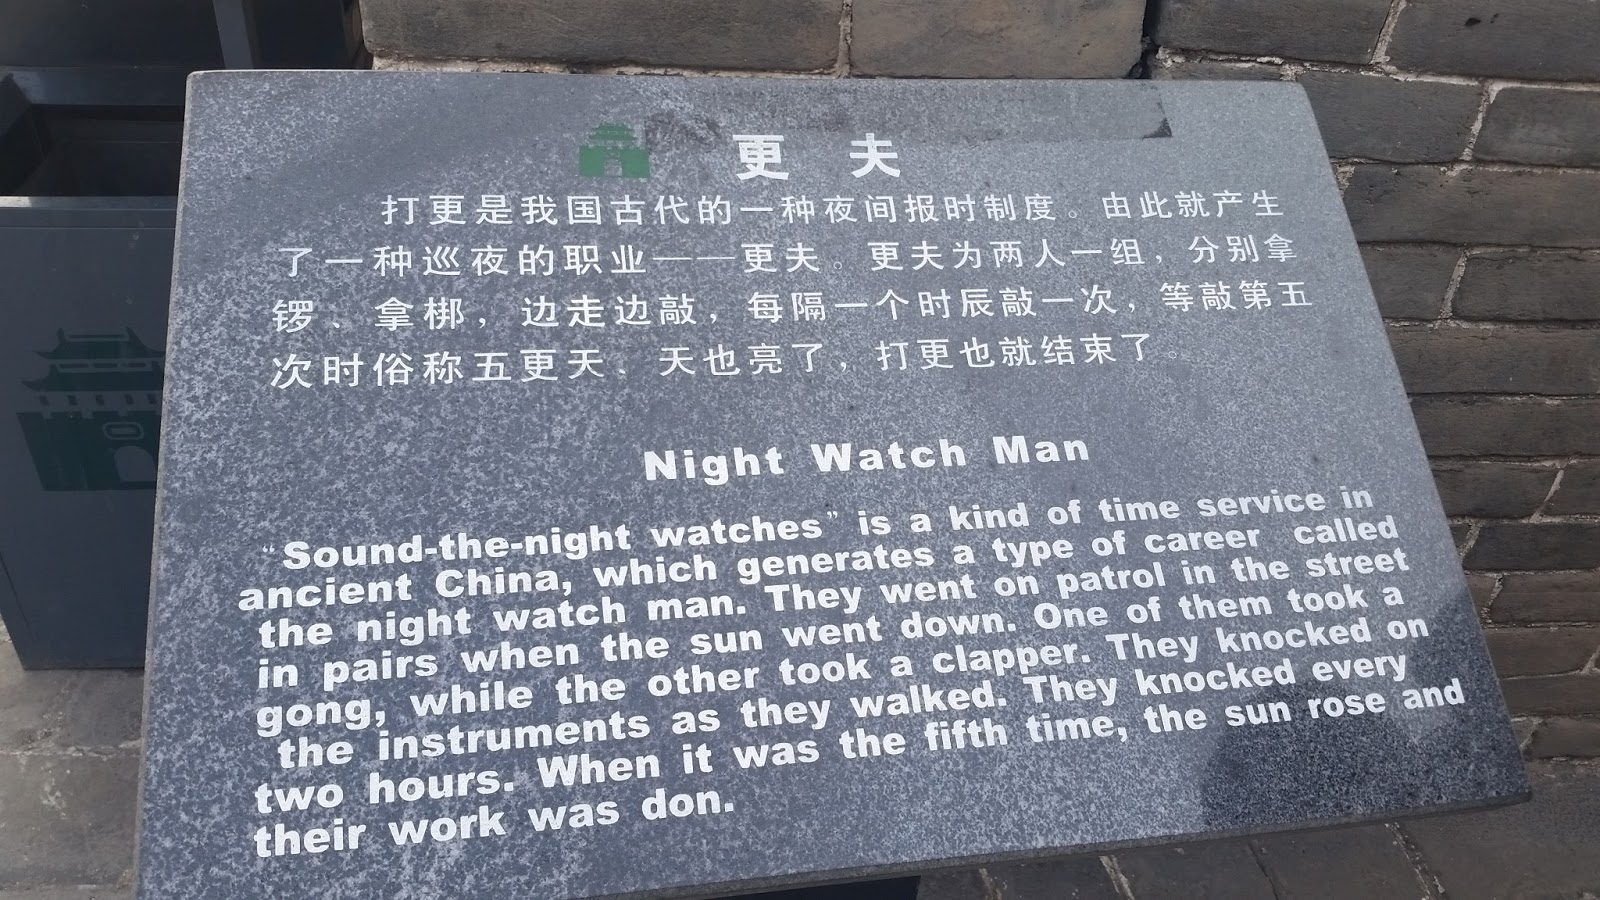 更夫
打更是我国古代的一种夜间报时制度。由此就产生
了一种巡夜的职业——更夫。更夫为两人一组，分别拿
锣、拿梆，边走边敲，每隔一个时辰敲一次，等敲第五
次时俗称五更天、天也亮了，打更也就结束了。
Night Watch Man
“Sound-the-night watches” is a kind of time service in
ancient China, which generates a type of career called
the night watch man. They went on patrol in the street
in pairs when the sun went down. One of them took a
gong, while the other took a clapper. They knocked on
the instruments as they walked. They knocked every
two hours. When it was the fifth time, the sun rose and
their work was don.